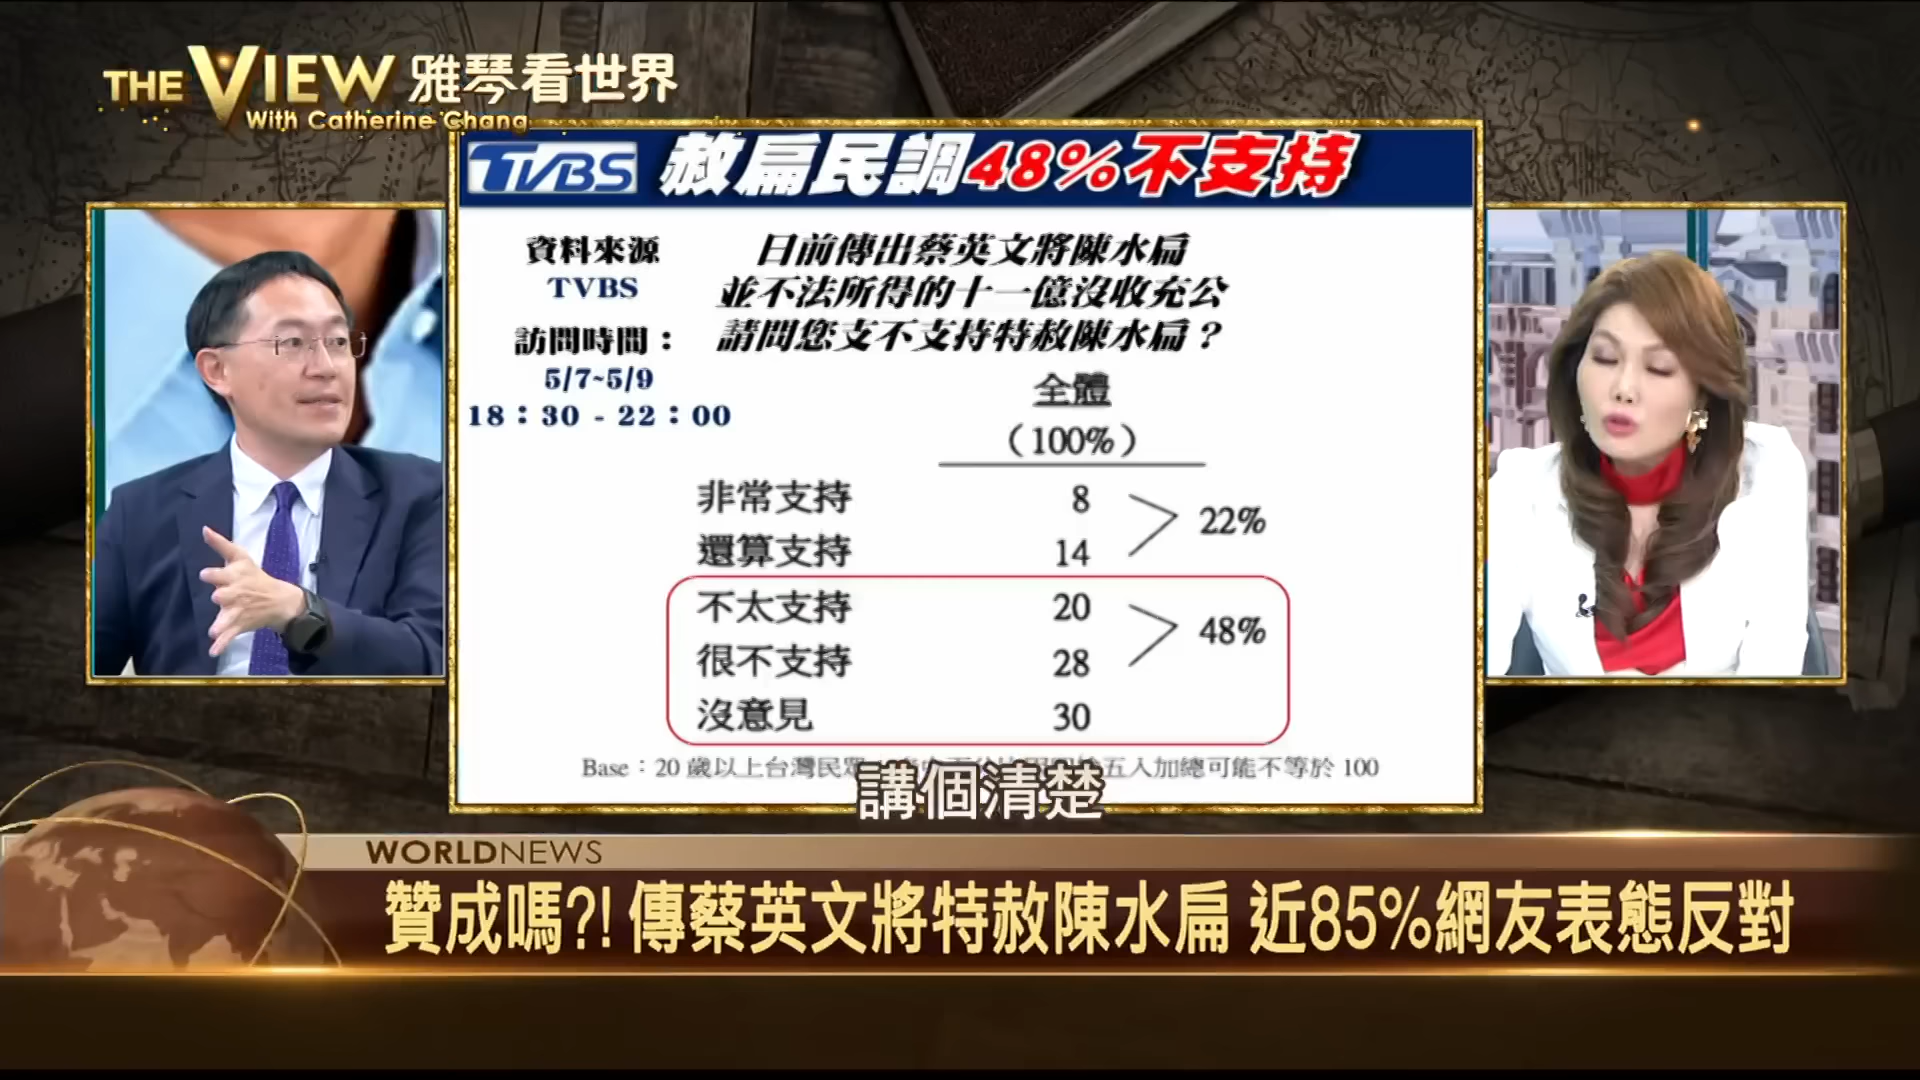 THE VIEW 雅琴看世界
With Catherine Chang
TVBS 赦扁民調48%不支持
資料來源
TVBS
訪問時間：
5/7~5/9
18：30 - 22：00
日前傳出蔡英文將陳水扁
並不法所得的十一億沒收充公
請問您支不支持特赦陳水扁？
全體
（100%）
非常支持 8
還算支持 14
22%
不太支持 20
很不支持 28
48%
沒意見 30
Base：20 歲以上台灣民眾 五入加總可能不等於 100
講個清楚
WORLDNEWS
贊成嗎?! 傳蔡英文將特赦陳水扁 近85%網友表態反對